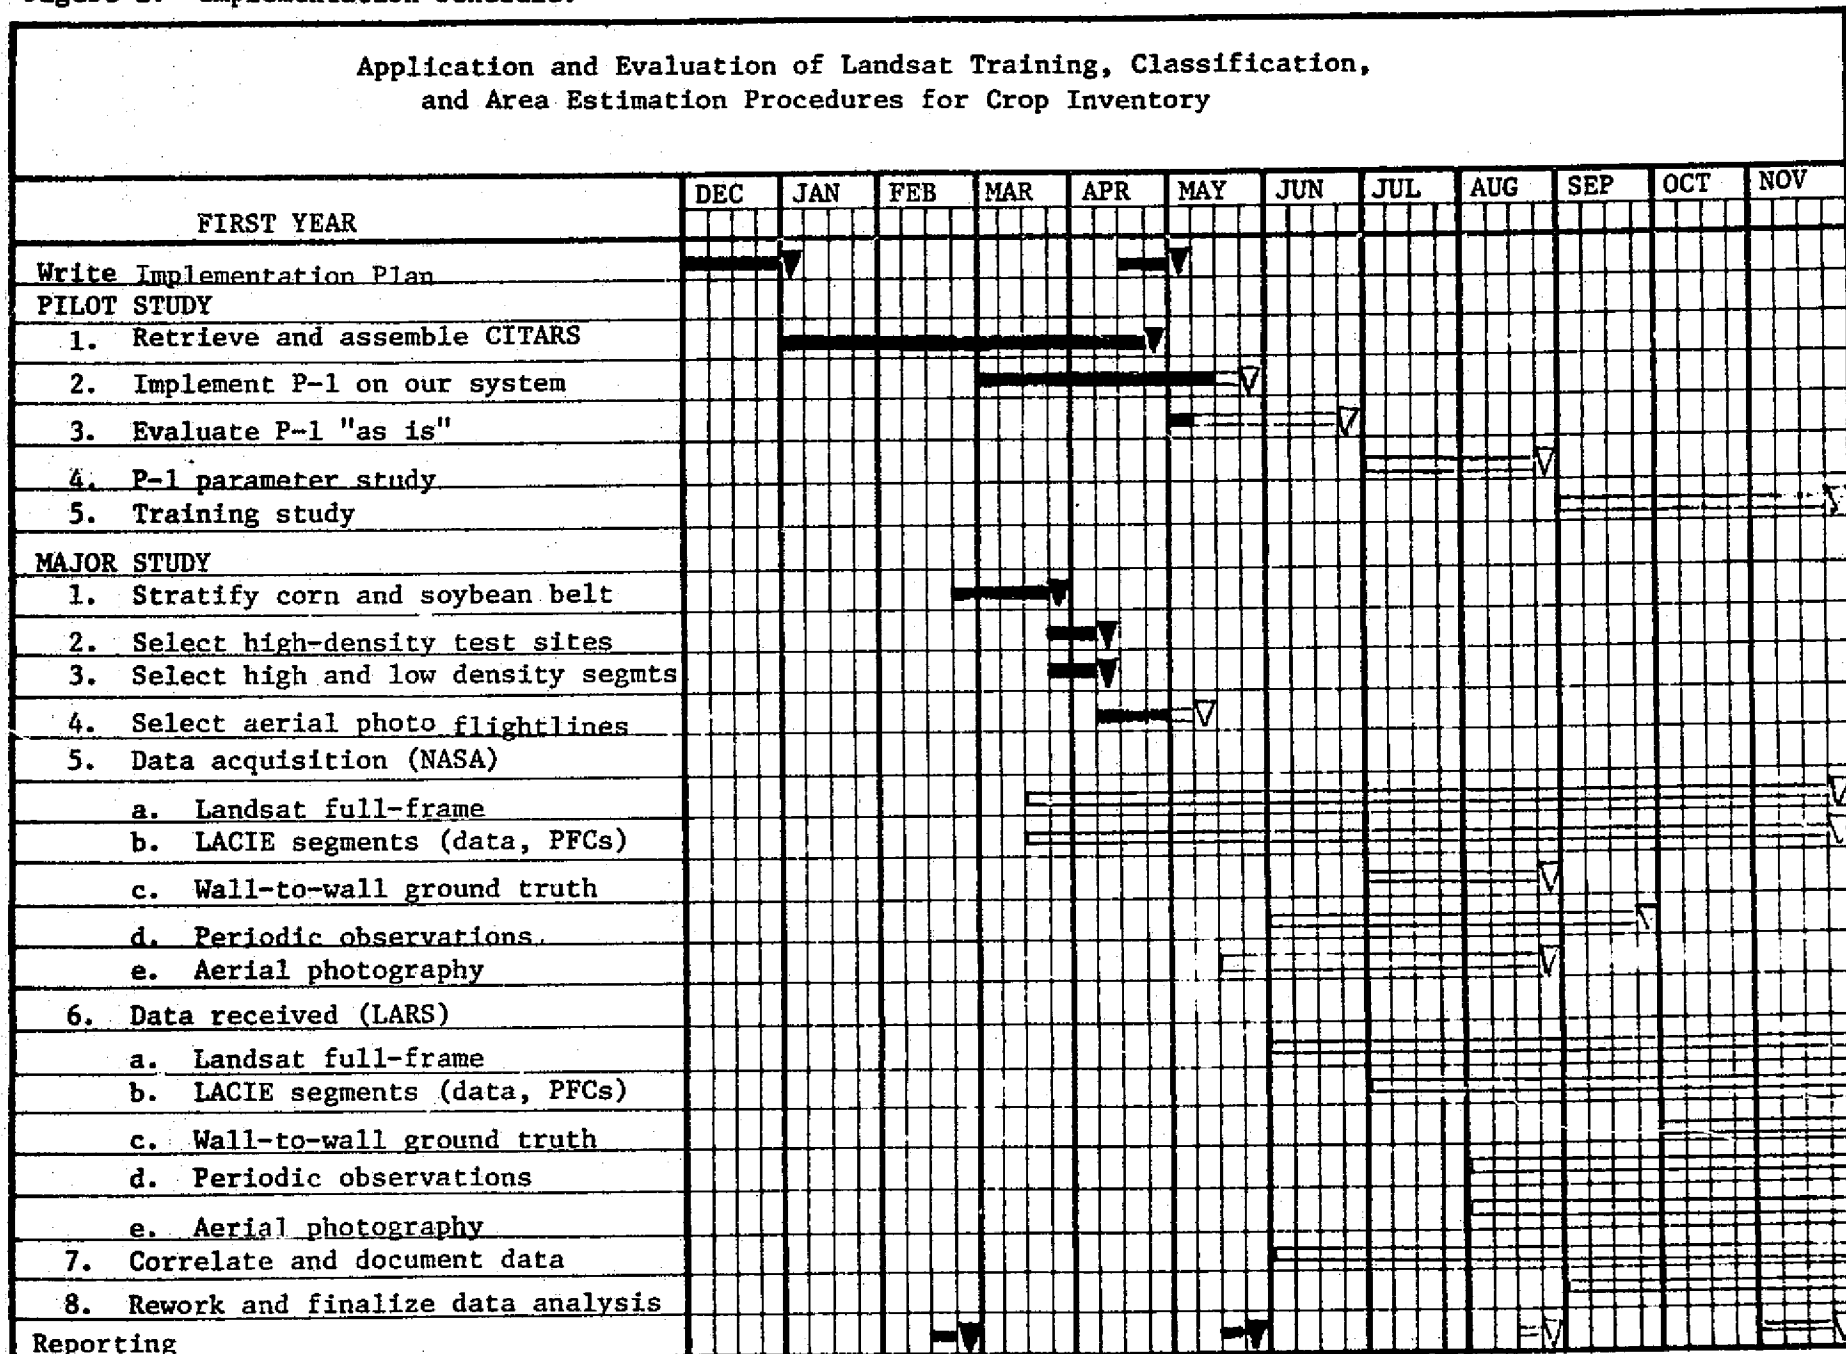 Application and Evaluation of Landsat Training, Classification,
and Area Estimation Procedures for Crop Inventory
DEC JAN FEB MAR APR MAY JUN JUL AUG SEP OCT NOV
FIRST YEAR
Write Implementation Plan
PILOT STUDY
1. Retrieve and assemble CITARS
2. Implement P-1 on our system
3. Evaluate P-1 "as is"
4. P-1 parameter study
5. Training study
MAJOR STUDY
1. Stratify corn and soybean belt
2. Select high-density test sites
3. Select high and low density segmts
4. Select aerial photo flightlines
5. Data acquisition (NASA)
a. Landsat full-frame
b. LACIE segments (data, PFCs)
c. Wall-to-wall ground truth
d. Periodic observations
e. Aerial photography
6. Data received (LARS)
a. Landsat full-frame
b. LACIE segments (data, PFCs)
c. Wall-to-wall ground truth
d. Periodic observations
e. Aerial photography
7. Correlate and document data
8. Rework and finalize data analysis
Reporting